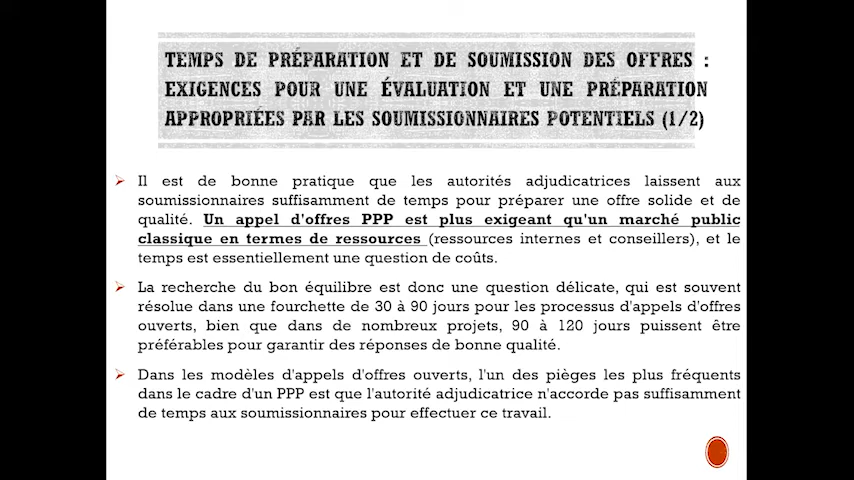 TEMPS DE PRÉPARATION ET DE SOUMISSION DES OFFRES :
EXIGENCES POUR UNE ÉVALUATION ET UNE PRÉPARATION
APPROPRIÉES PAR LES SOUMISSIONNAIRES POTENTIELS (1/2)
Il est de bonne pratique que les autorités adjudicatrices laissent aux
soumissionnaires suffisamment de temps pour préparer une offre solide et de
qualité. Un appel d'offres PPP est plus exigeant qu'un marché public
classique en termes de ressources (ressources internes et conseillers), et le
temps est essentiellement une question de coûts.
La recherche du bon équilibre est donc une question délicate, qui est souvent
résolue dans une fourchette de 30 à 90 jours pour les processus d'appels d'offres
ouverts, bien que dans de nombreux projets, 90 à 120 jours puissent être
préférables pour garantir des réponses de bonne qualité.
Dans les modèles d'appels d'offres ouverts, l'un des pièges les plus fréquents
dans le cadre d'un PPP est que l'autorité adjudicatrice n'accorde pas suffisamment
de temps aux soumissionnaires pour effectuer ce travail.